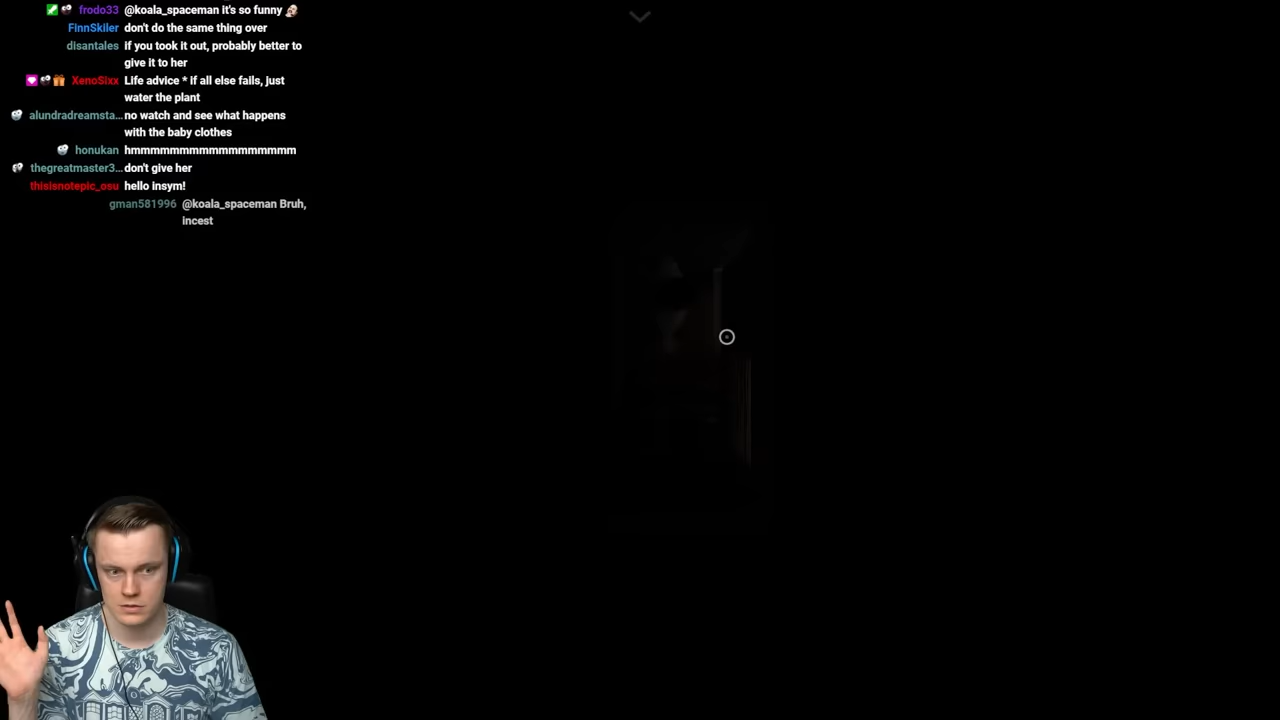 frodo33 @koala_spaceman it's so funny
FinnSkiler don't do the same thing over
disantales if you took it out, probably better to
give it to her
XenoSixx Life advice * if all else fails, just
water the plant
alundradreamsta... no watch and see what happens
with the baby clothes
honukan hmmmmmmmmmmmmmmmmmm
thegreatmaster3... don't give her
thisisnotepic_osu hello insym!
gman581996 @koala_spaceman Bruh,
incest